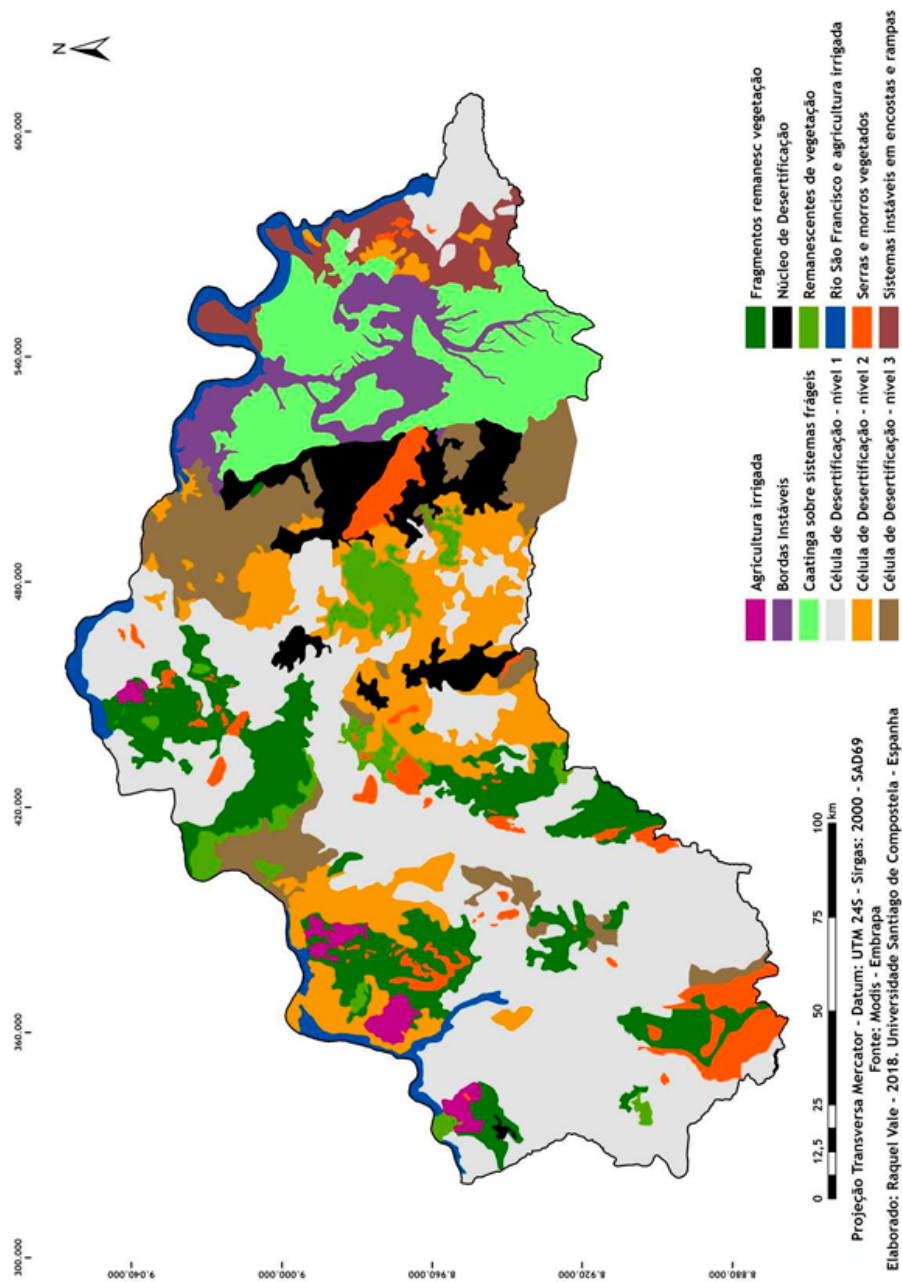 N
300.000
360.000
420.000
480.000
540.000
600.000
9.040.000
9.000.000
8.960.000
8.920.000
8.880.000
0 12,5 25 50 75 100
km
Projeção Transversa Mercator - Datum: UTM 24S - Sirgas: 2000 - SAD69
Fonte: Modis - Embrapa
Elaborado: Raquel Vale - 2018. Universidade Santiago de Compostela - Espanha
Agricultura irrigada
Bordas Instáveis
Caatinga sobre sistemas frágeis
Célula de Desertificação - nível 1
Célula de Desertificação - nível 2
Célula de Desertificação - nível 3
Fragmentos remanesc vegetação
Núcleo de Desertificação
Remanescentes de vegetação
Rio São Francisco e agricultura irrigada
Serras e morros vegetados
Sistemas instáveis em encostas e rampas